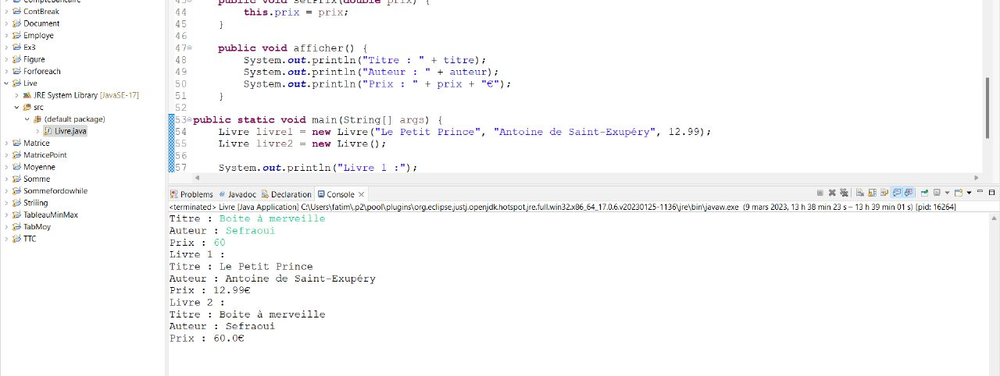 CompteBancaire
ContBreak
Document
Employe
Ex3
Figure
Forforeach
Live
JRE System Library [JavaSE-17]
src
(default package)
Livre.java
Matrice
MatricePoint
Moyenne
Somme
Sommefordowhile
Striiing
TableauMinMax
TabMoy
TTC
43 public void setPrix(double prix) {
44 this.prix = prix;
45 }
46
47 public void afficher() {
48 System.out.println("Titre : " + titre);
49 System.out.println("Auteur : " + auteur);
50 System.out.println("Prix : " + prix + "€");
51 }
52
53 public static void main(String[] args) {
54 Livre livre1 = new Livre("Le Petit Prince", "Antoine de Saint-Exupéry", 12.99);
55 Livre livre2 = new Livre();
56
57 System.out.println("Livre 1 :");
Problems Javadoc Declaration Console
<terminated> Livre [Java Application] C:\Users\fatim\.p2\pool\plugins\org.eclipse.justj.openjdk.hotspot.jre.full.win32.x86_64_17.0.6.v20230125-1136\jre\bin\javaw.exe (9 mars 2023, 13 h 38 min 23 s – 13 h 39 min 01 s) [pid: 16264]
Titre : Boite à merveille
Auteur : Sefraoui
Prix : 60
Livre 1 :
Titre : Le Petit Prince
Auteur : Antoine de Saint-Exupéry
Prix : 12.99€
Livre 2 :
Titre : Boite à merveille
Auteur : Sefraoui
Prix : 60.0€